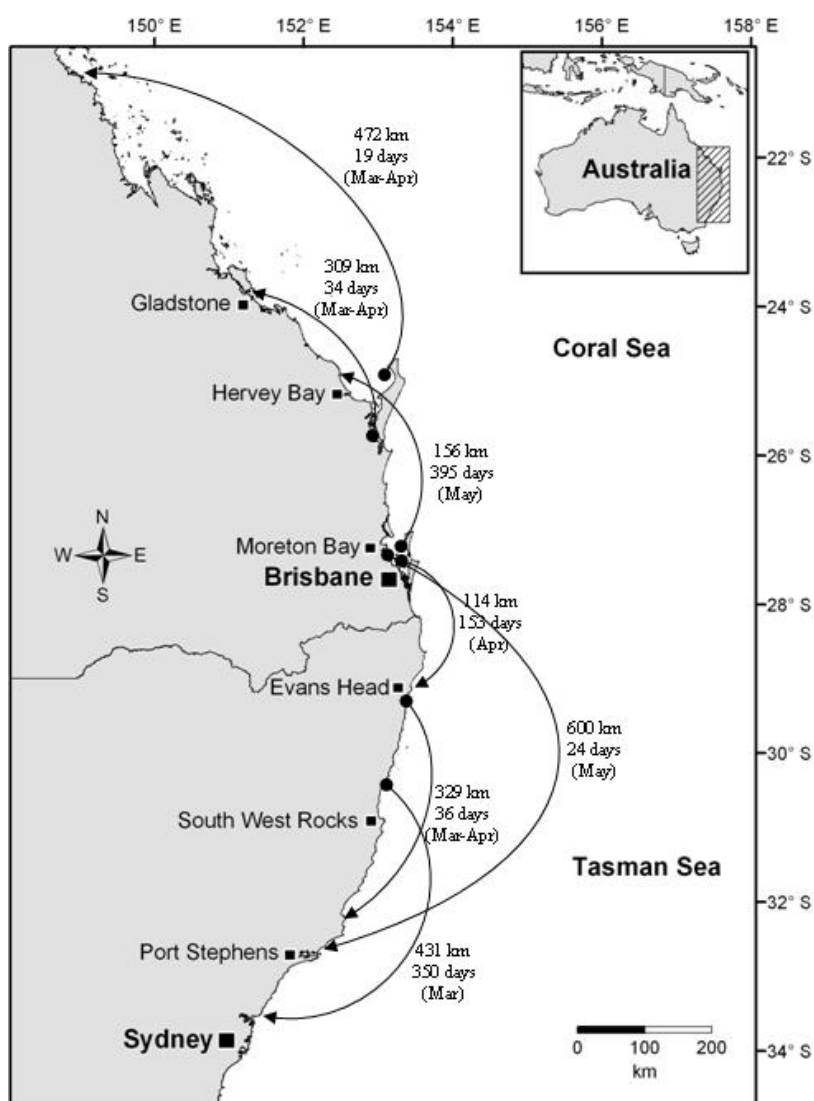 150° E 152° E 154° E 156° E 158° E
22° S
24° S
26° S
28° S
30° S
32° S
34° S
Australia
472 km
19 days
(Mar-Apr)
309 km
34 days
(Mar-Apr)
Gladstone
Coral Sea
Hervey Bay
156 km
395 days
(May)
N
W E
S
Moreton Bay
Brisbane
114 km
153 days
(Apr)
Evans Head
600 km
24 days
(May)
329 km
36 days
(Mar-Apr)
South West Rocks
Tasman Sea
Port Stephens
431 km
350 days
(Mar)
Sydney
0 100 200
km